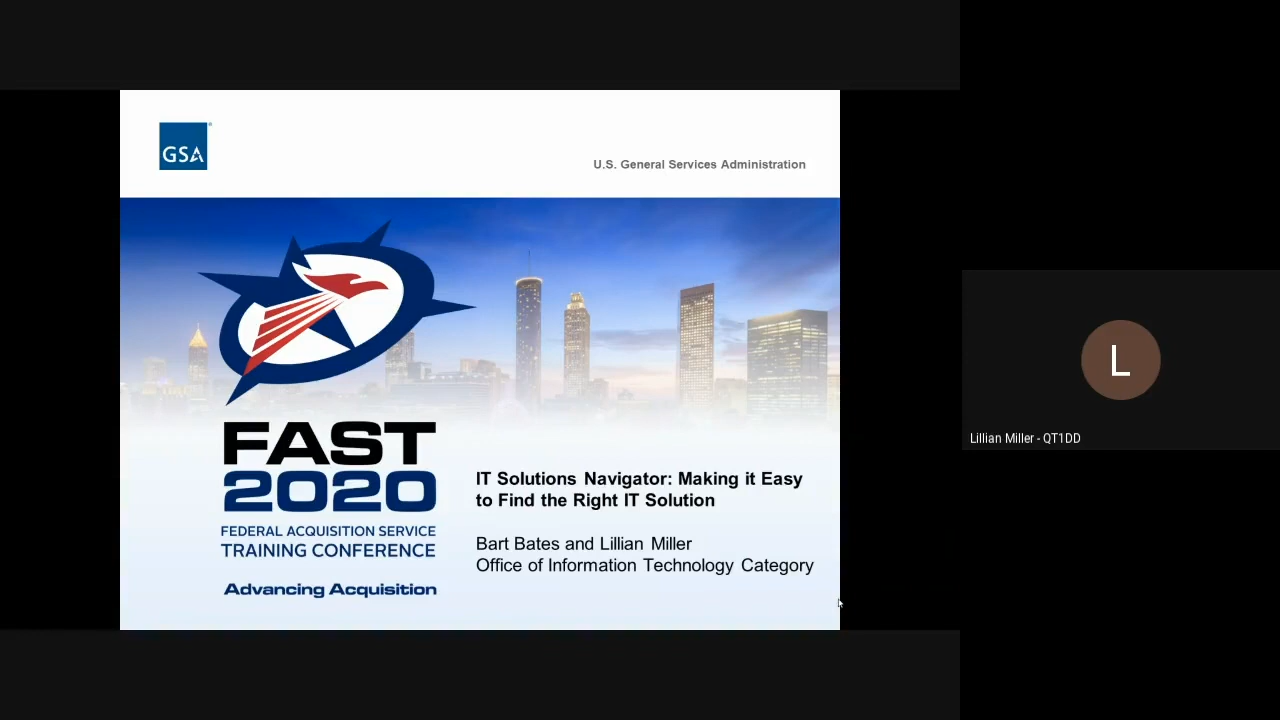 GSA
U.S. General Services Administration
FAST
2020
FEDERAL ACQUISITION SERVICE
TRAINING CONFERENCE
Advancing Acquisition
IT Solutions Navigator: Making it Easy
to Find the Right IT Solution
Bart Bates and Lillian Miller
Office of Information Technology Category
L
Lillian Miller - QT1DD